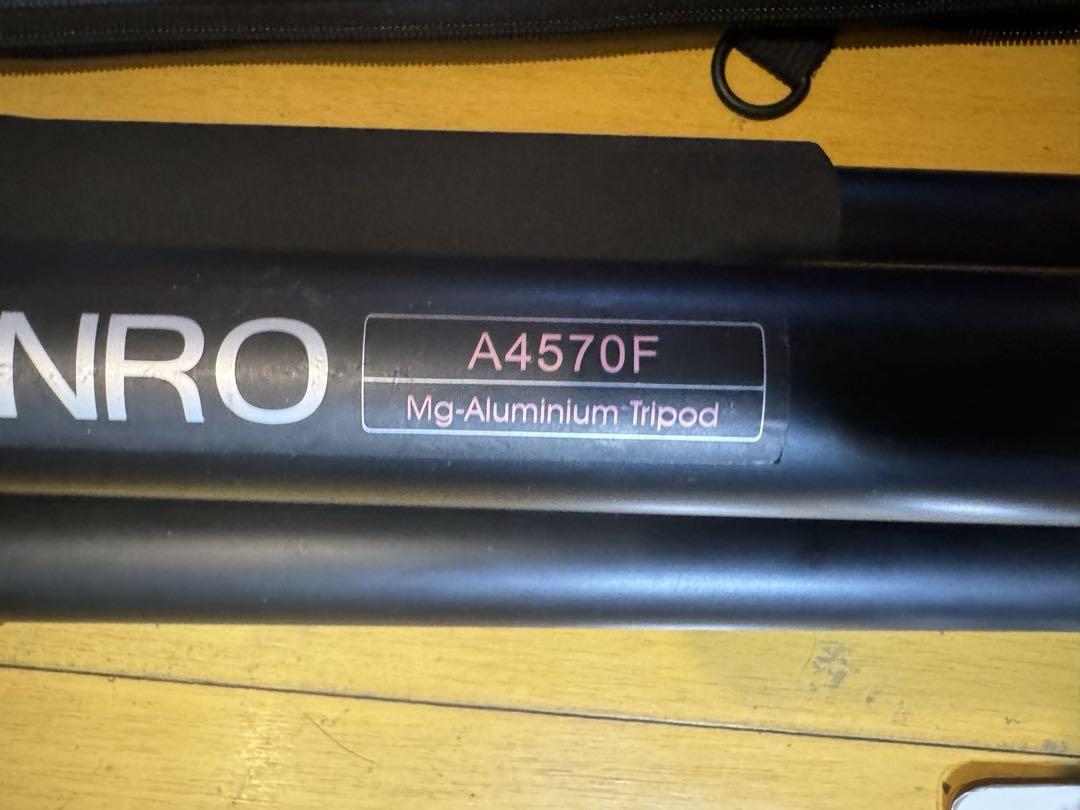 NRO
A4570F
Mg-Aluminium Tripod